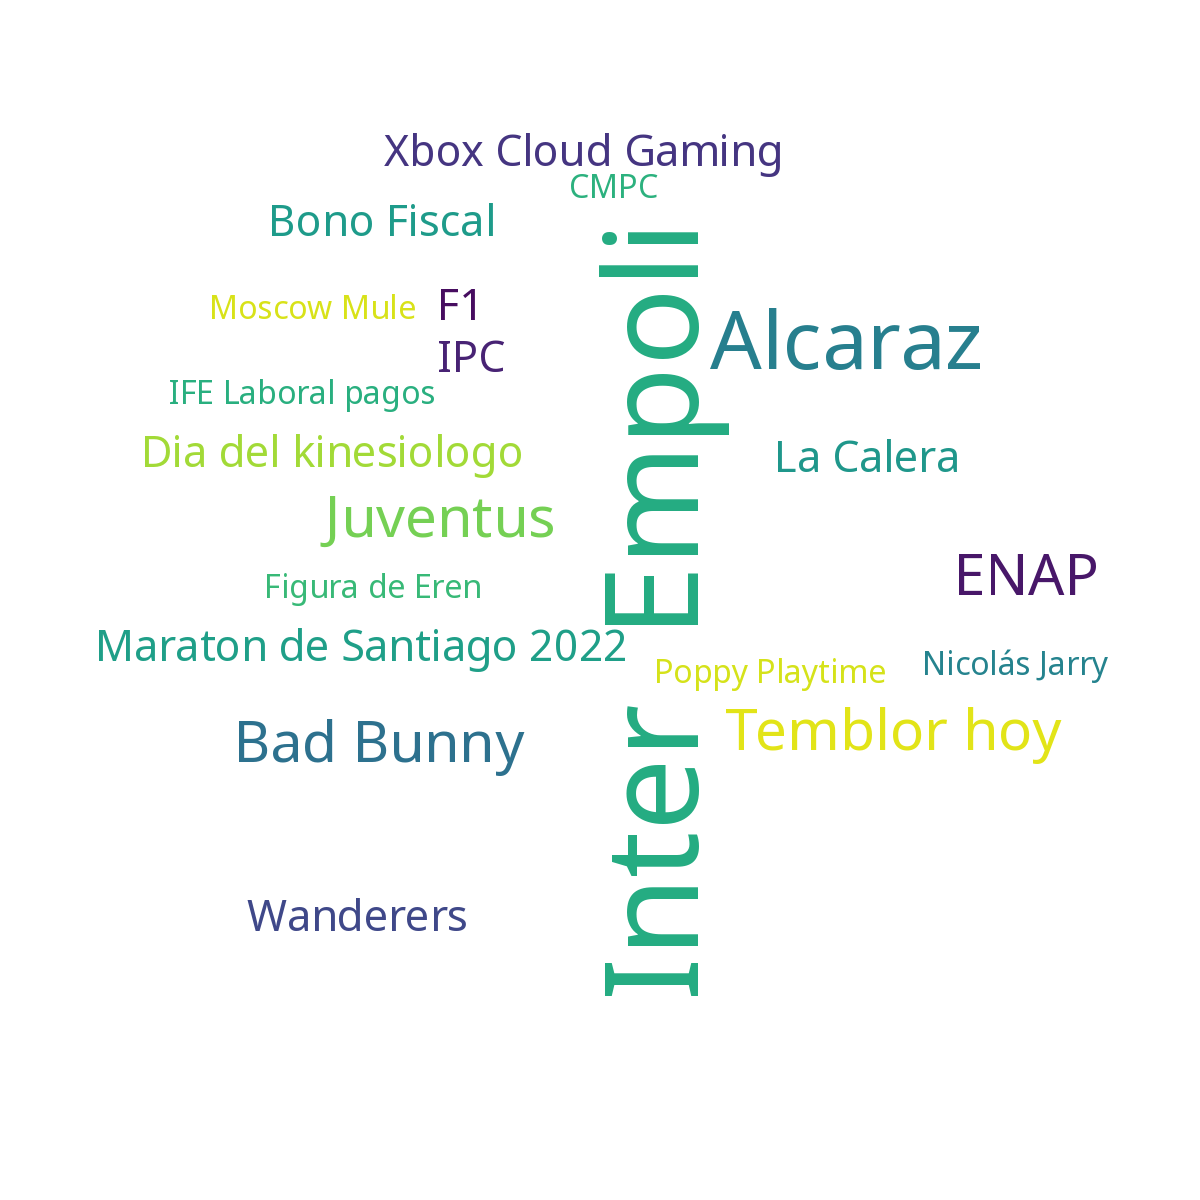 Xbox Cloud Gaming
CMPC
Bono Fiscal
Moscow Mule
F1
Alcaraz
IPC
IFE Laboral pagos
Dia del kinesiologo
La Calera
Juventus
Inter Empoli
ENAP
Figura de Eren
Maraton de Santiago 2022
Poppy Playtime
Nicolás Jarry
Bad Bunny
Temblor hoy
Wanderers